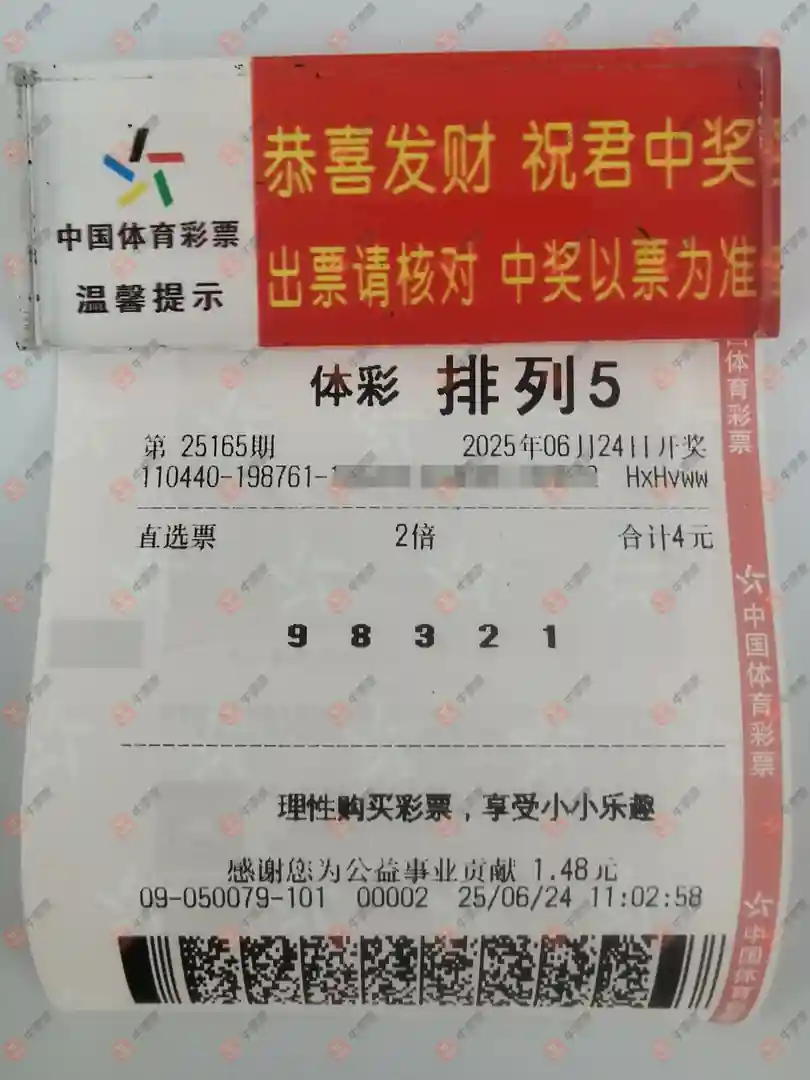 恭喜发财 祝君中奖
中国体育彩票
温馨提示
出票请核对 中奖以票为准
体彩 排列5
第 25165期 2025年06月24日开奖
110440-198761-1 HxHvww
直选票 2倍 合计4元
9 8 3 2 1
理性购买彩票，享受小小乐趣
感谢您为公益事业贡献 1.48元
09-050079-101 00002 25/06/24 11:02:58
国体育彩票
中国体育彩票
中国体育